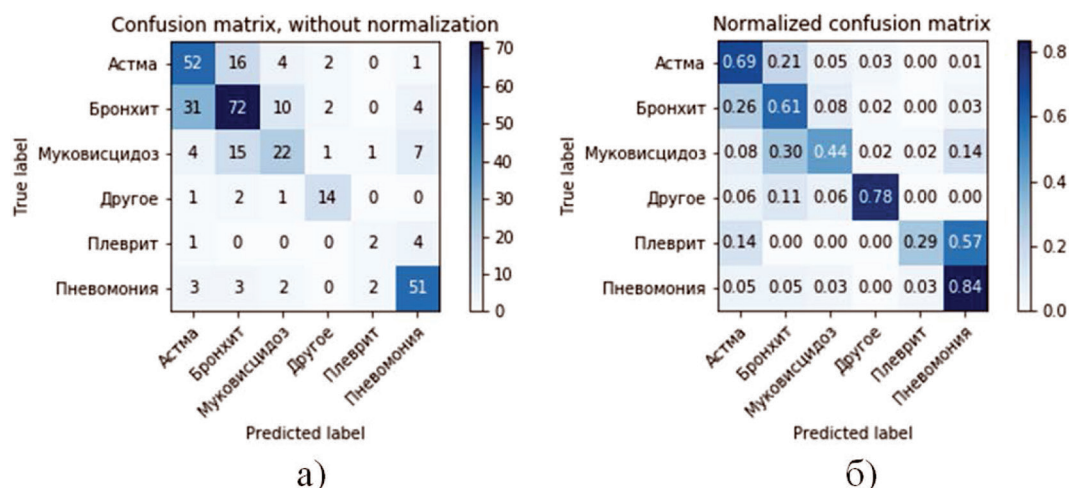 Confusion matrix, without normalization
True label
Астма 52 16 4 2 0 1
Бронхит 31 72 10 2 0 4
Муковисцидоз 4 15 22 1 1 7
Другое 1 2 1 14 0 0
Плеврит 1 0 0 0 2 4
Пневомония 3 3 2 0 2 51
Астма Бронхит Муковисцидоз Другое Плеврит Пневомония
Predicted label
70
60
50
40
30
20
10
0
а)
Normalized confusion matrix
True label
Астма 0.69 0.21 0.05 0.03 0.00 0.01
Бронхит 0.26 0.61 0.08 0.02 0.00 0.03
Муковисцидоз 0.08 0.30 0.44 0.02 0.02 0.14
Другое 0.06 0.11 0.06 0.78 0.00 0.00
Плеврит 0.14 0.00 0.00 0.00 0.29 0.57
Пневомония 0.05 0.05 0.03 0.00 0.03 0.84
Астма Бронхит Муковисцидоз Другое Плеврит Пневомония
Predicted label
0.8
0.6
0.4
0.2
0.0
б)